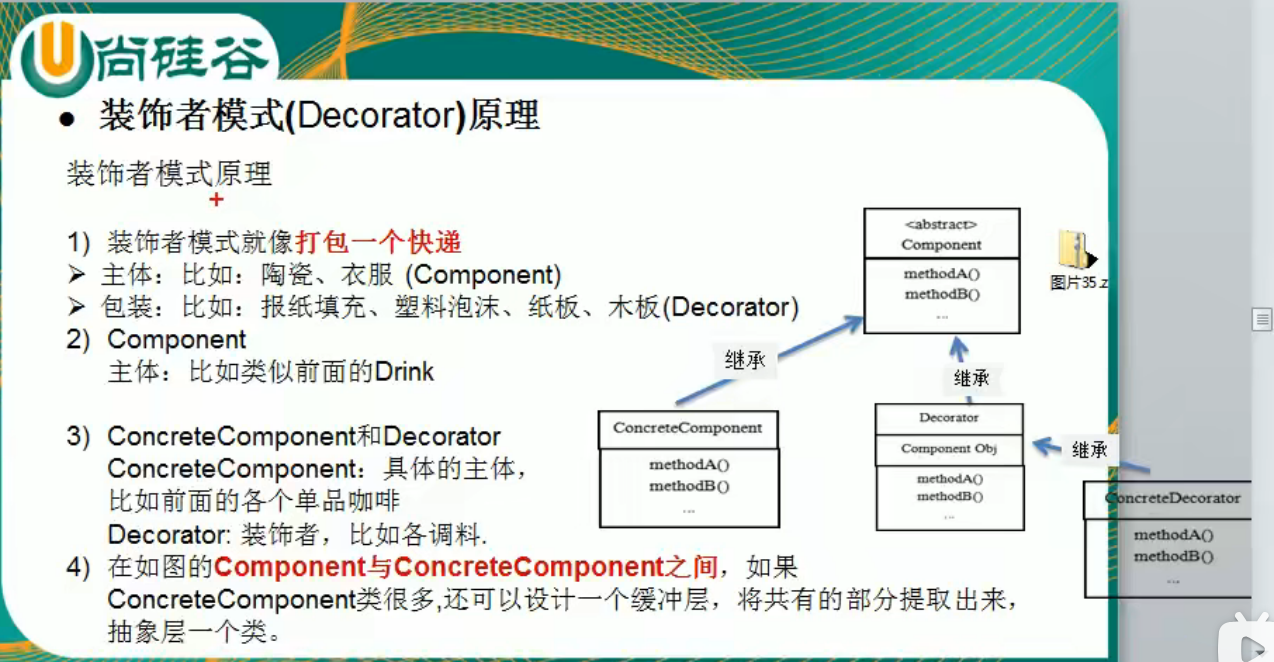 尚硅谷
● 装饰者模式(Decorator)原理
装饰者模式原理
1) 装饰者模式就像打包一个快递
➢ 主体：比如：陶瓷、衣服 (Component)
➢ 包装：比如：报纸填充、塑料泡沫、纸板、木板(Decorator)
2) Component
主体：比如类似前面的Drink
3) ConcreteComponent和Decorator
ConcreteComponent：具体的主体，
比如前面的各个单品咖啡
Decorator: 装饰者，比如各调料.
4) 在如图的Component与ConcreteComponent之间，如果
ConcreteComponent类很多,还可以设计一个缓冲层，将共有的部分提取出来，
抽象层一个类。
<abstract>
Component
methodA()
methodB()
...
图片35.z
继承
继承
继承
ConcreteComponent
methodA()
methodB()
...
Decorator
Component Obj
methodA()
methodB()
...
ConcreteDecorator
methodA()
methodB()
...